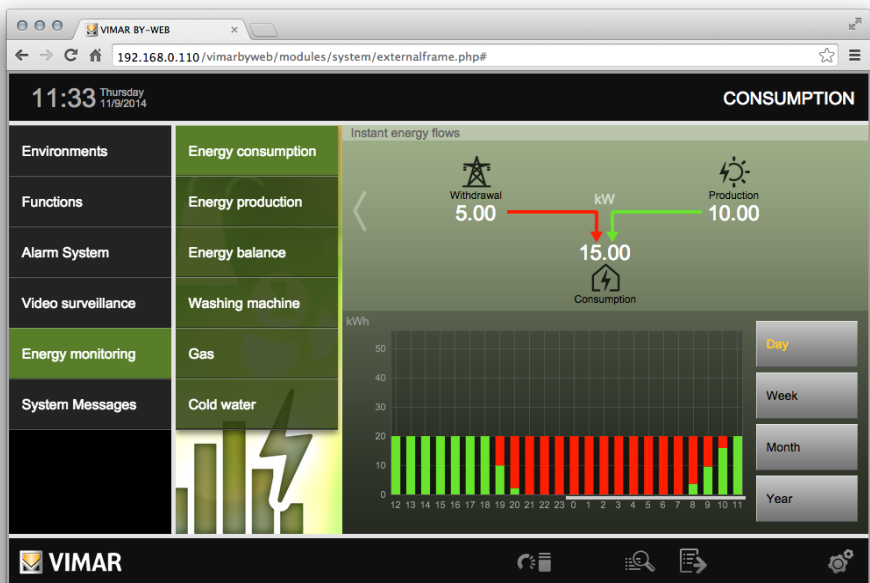 VIMAR BY-WEB
192.168.0.110/vimarbyweb/modules/system/externalframe.php#
11:33 Thursday
11/9/2014
CONSUMPTION
Environments
Functions
Alarm System
Video surveillance
Energy monitoring
System Messages
Energy consumption
Energy production
Energy balance
Washing machine
Gas
Cold water
Instant energy flows
Withdrawal
5.00
kW
Production
10.00
15.00
Consumption
kWh
50
40
30
20
10
0
12 13 14 15 16 17 18 19 20 21 22 23 0 1 2 3 4 5 6 7 8 9 10 11
Day
Week
Month
Year
VIMAR